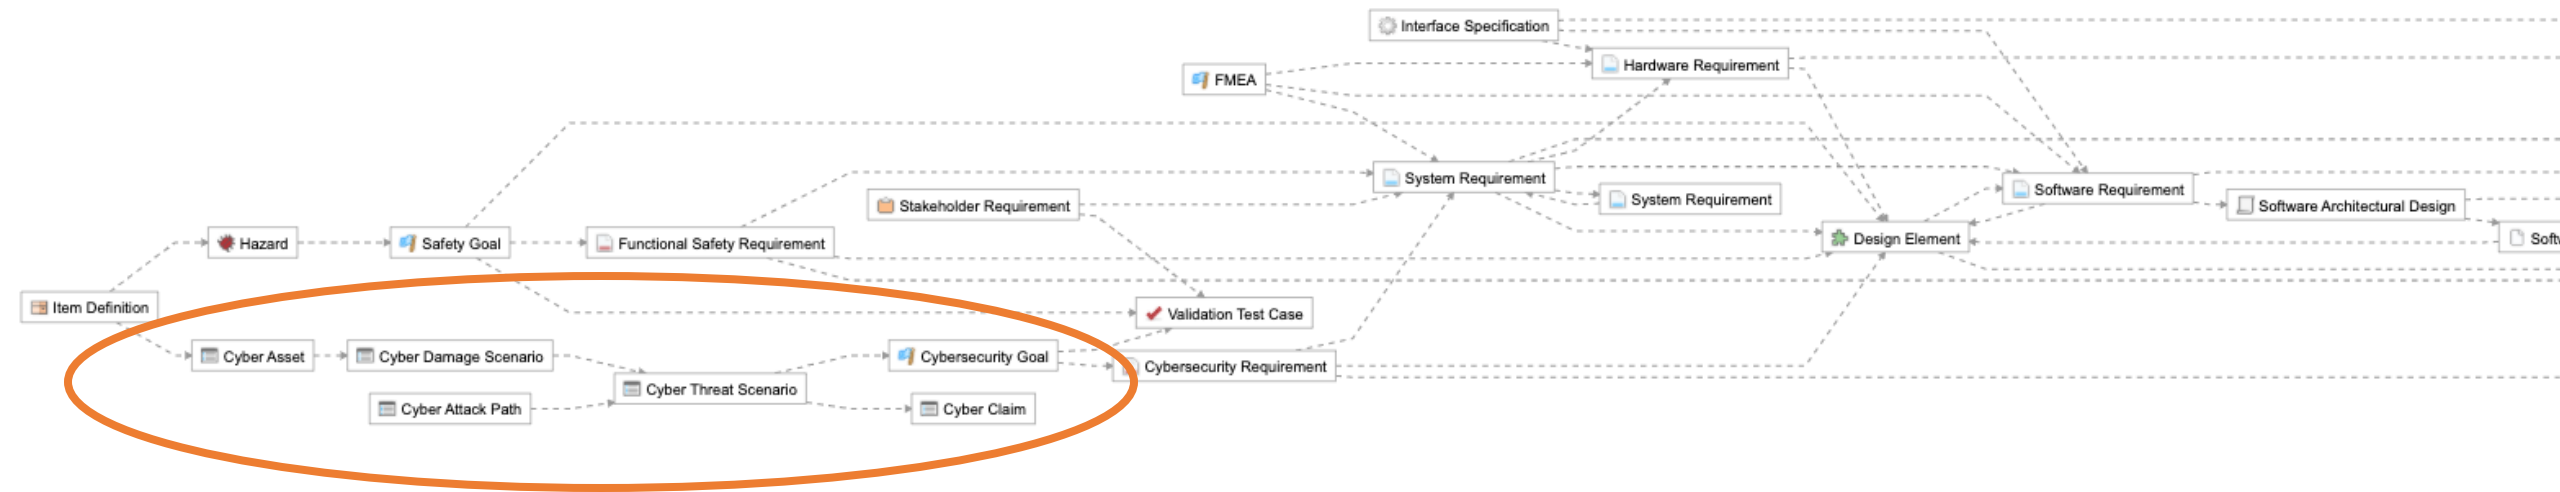 Interface Specification
Hardware Requirement
FMEA
System Requirement
System Requirement
Software Requirement
Stakeholder Requirement
Software Architectural Design
Hazard
Safety Goal
Functional Safety Requirement
Design Element
Softw
Item Definition
Validation Test Case
Cyber Asset
Cyber Damage Scenario
Cybersecurity Goal
Cybersecurity Requirement
Cyber Threat Scenario
Cyber Attack Path
Cyber Claim